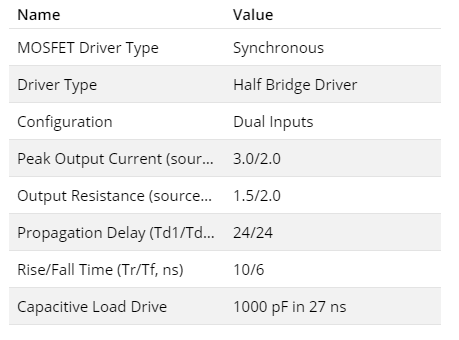 Name Value
MOSFET Driver Type Synchronous
Driver Type Half Bridge Driver
Configuration Dual Inputs
Peak Output Current (sour... 3.0/2.0
Output Resistance (source... 1.5/2.0
Propagation Delay (Td1/Td... 24/24
Rise/Fall Time (Tr/Tf, ns) 10/6
Capacitive Load Drive 1000 pF in 27 ns